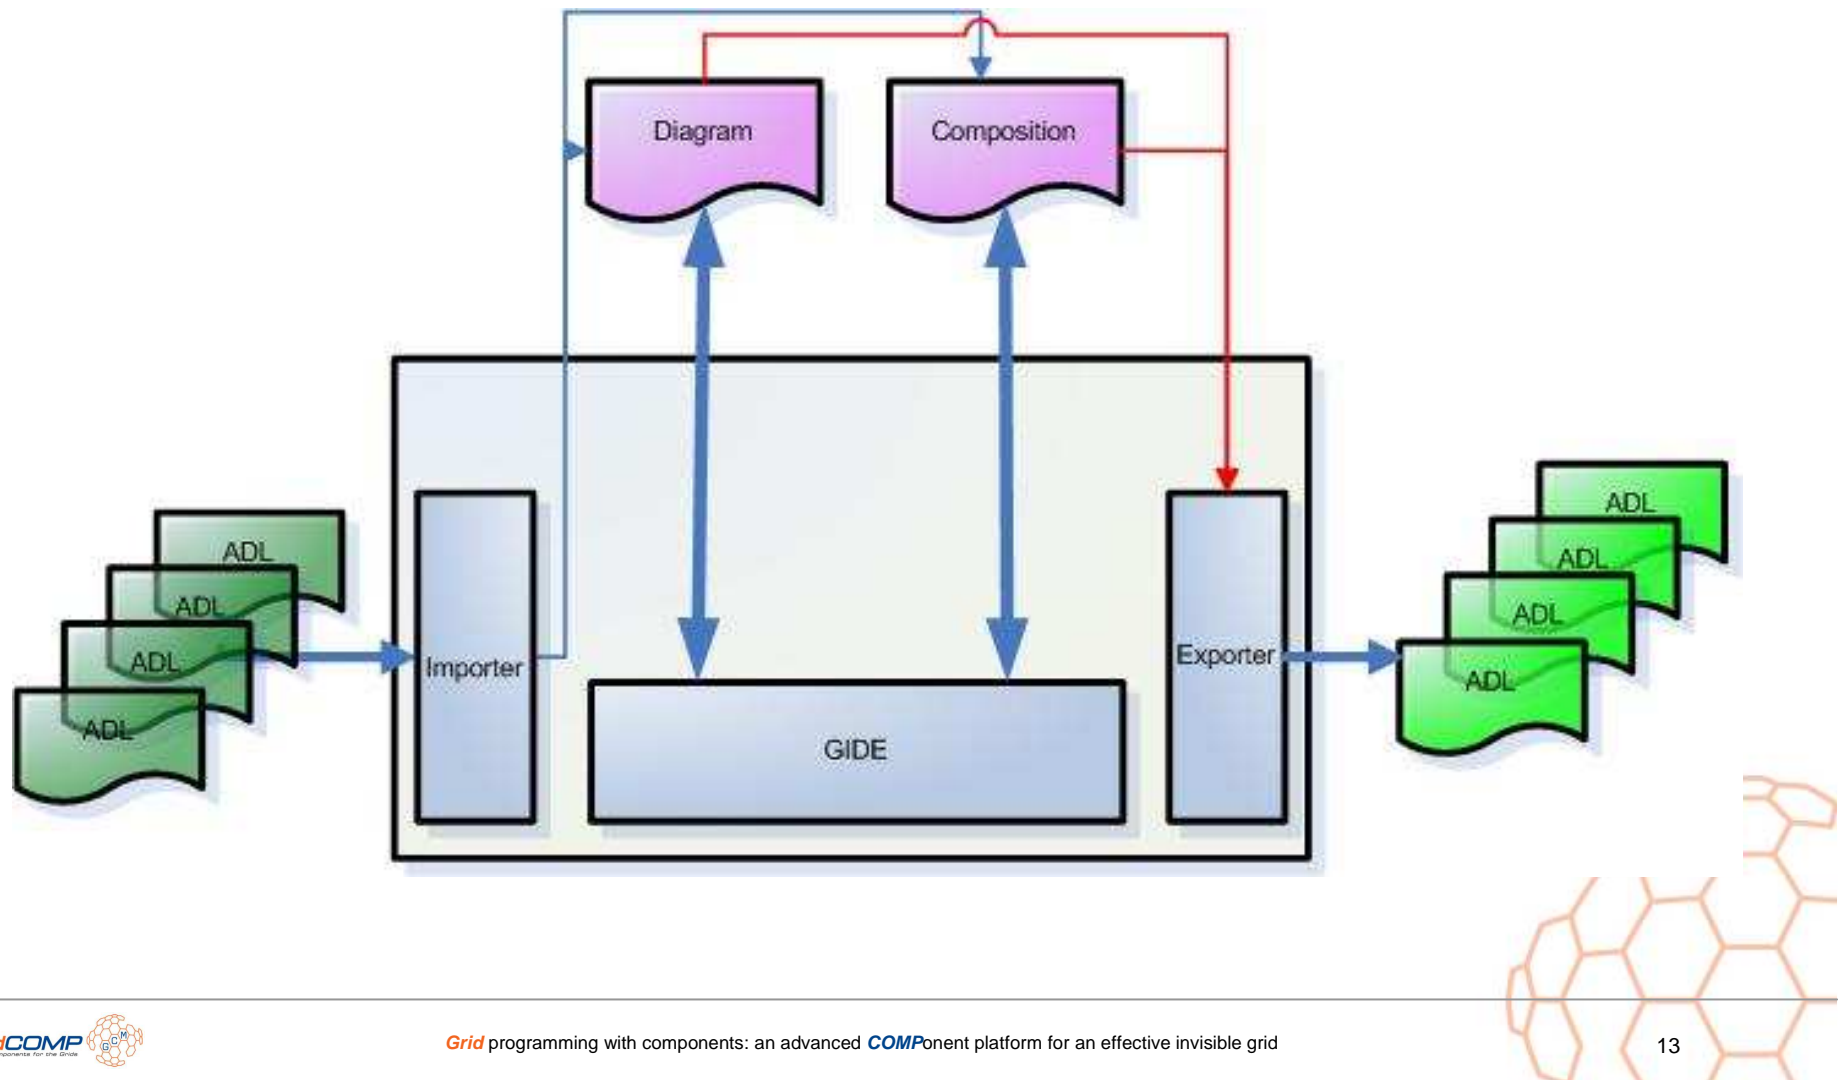 Diagram
Composition
ADL
ADL
ADL
ADL
Importer
GIDE
Exporter
ADL
ADL
ADL
ADL
COMP
GCM
Grid programming with components: an advanced COMPonent platform for an effective invisible grid
13